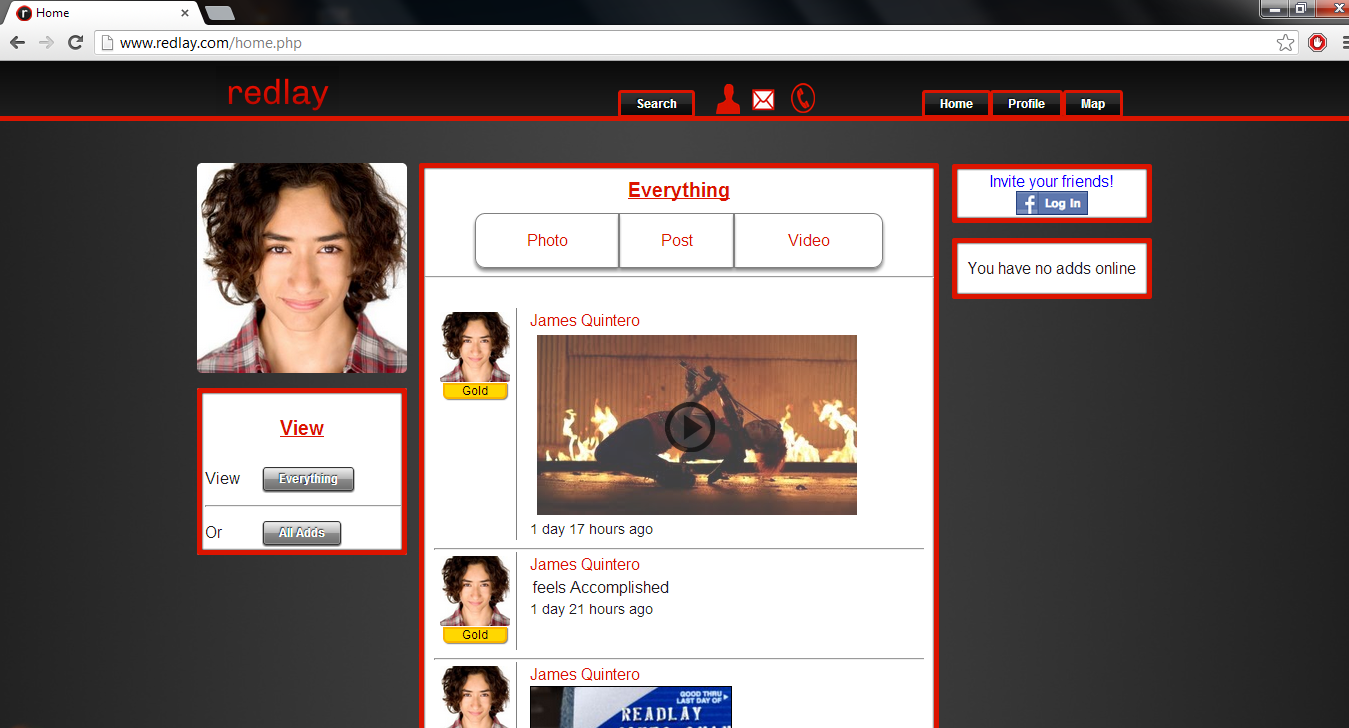 Home
www.redlay.com/home.php
redlay
Search
Home
Profile
Map
Everything
Photo
Post
Video
Invite your friends!
f Log In
You have no adds online
View
View Everything
Or All Adds
James Quintero
Gold
1 day 17 hours ago
James Quintero
feels Accomplished
1 day 21 hours ago
Gold
James Quintero
GOOD THRU
LAST DAY OF
READLAY